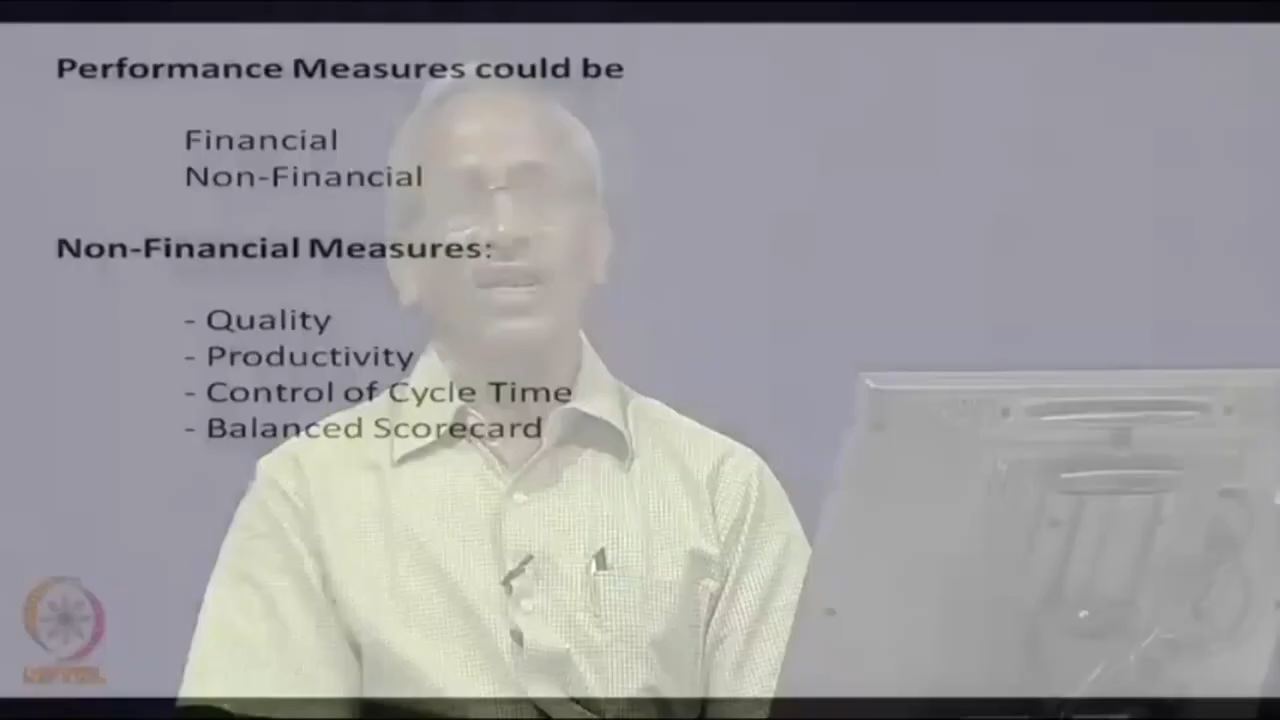 Performance Measures could be
Financial
Non-Financial
Non-Financial Measures:
- Quality
- Productivity
- Control of Cycle Time
- Balanced Scorecard